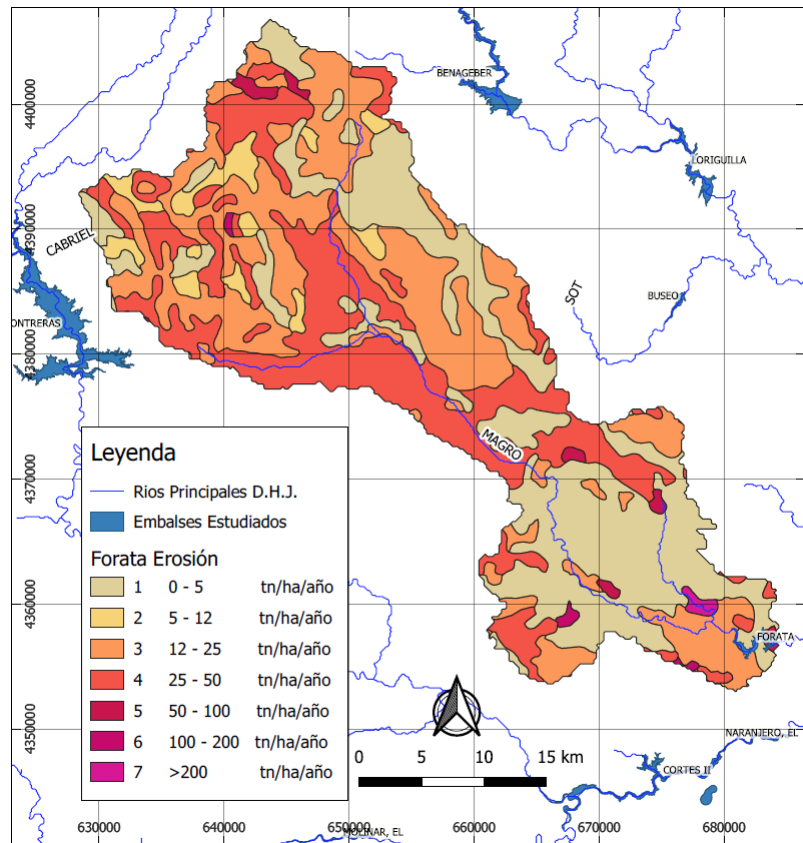 BENAGEBER
LORIGUILLA
CABRIEL
SOT
BUSEO
ONTRERAS
MAGRO
FORATA
NARANJERO, EL
CORTES II
MOLINAR, EL
4400000
4390000
4380000
4370000
4360000
4350000
Leyenda
Rios Principales D.H.J.
Embalses Estudiados
Forata Erosión
1 0 - 5 tn/ha/año
2 5 - 12 tn/ha/año
3 12 - 25 tn/ha/año
4 25 - 50 tn/ha/año
5 50 - 100 tn/ha/año
6 100 - 200 tn/ha/año
7 >200 tn/ha/año
0 5 10 15 km
630000 640000 650000 660000 670000 680000